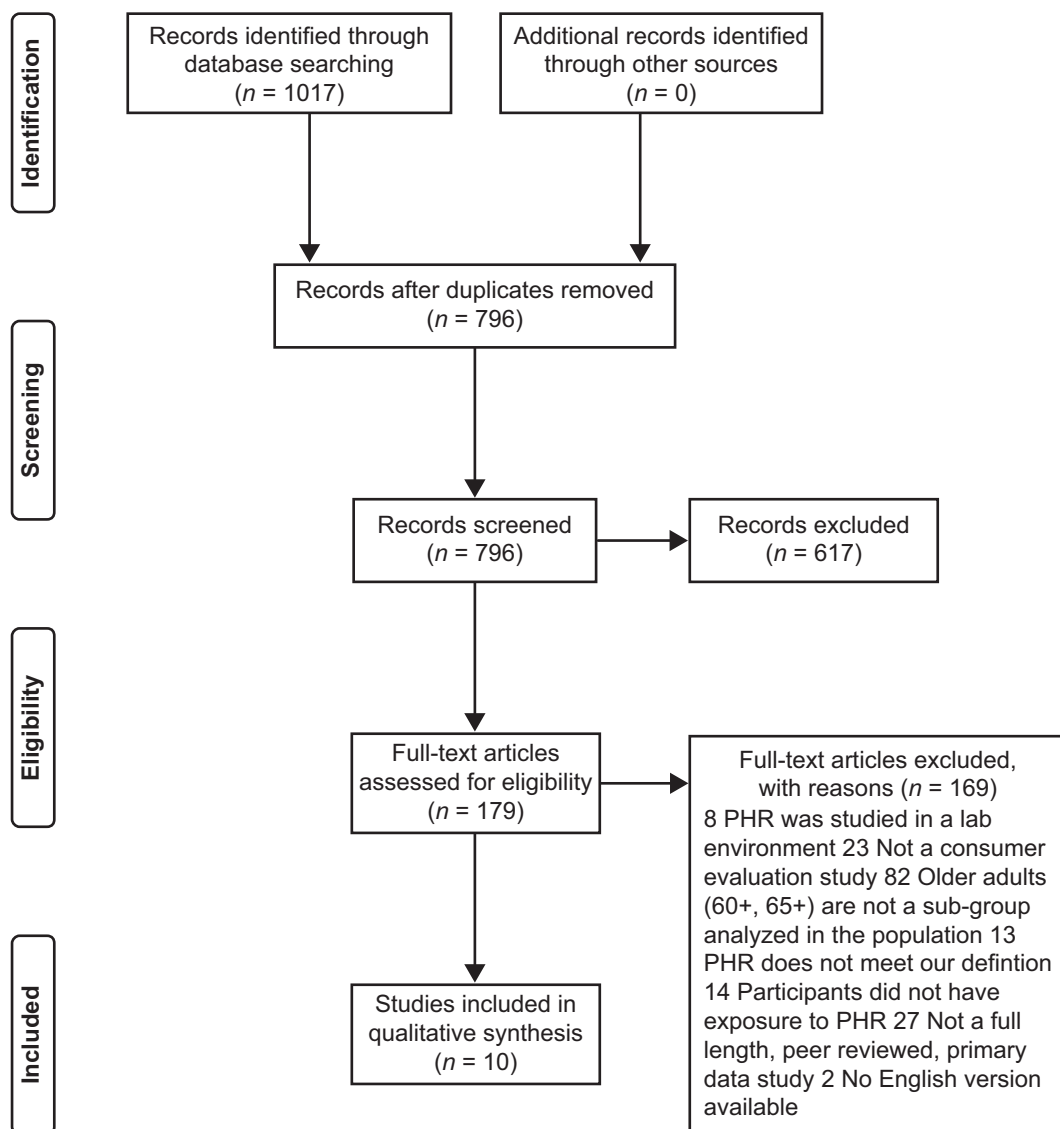 Identification
Records identified through
database searching
(n = 1017)
Additional records identified
through other sources
(n = 0)
Records after duplicates removed
(n = 796)
Screening
Records screened
(n = 796)
Records excluded
(n = 617)
Eligibility
Full-text articles
assessed for eligibility
(n = 179)
Full-text articles excluded,
with reasons (n = 169)
8 PHR was studied in a lab
environment 23 Not a consumer
evaluation study 82 Older adults
(60+, 65+) are not a sub-group
analyzed in the population 13
PHR does not meet our defintion
14 Participants did not have
exposure to PHR 27 Not a full
length, peer reviewed, primary
data study 2 No English version
available
Included
Studies included in
qualitative synthesis
(n = 10)